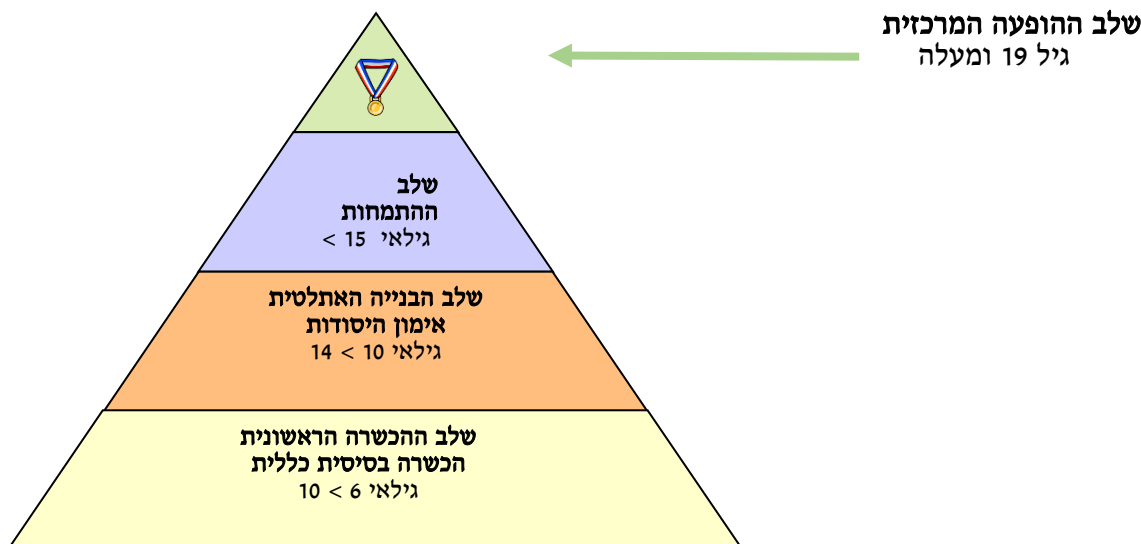 שלב ההופעה המרכזית
גיל 19 ומעלה
שלב
ההתמחות
גילאי 15 >
שלב הבנייה האתלטית
אימון היסודות
גילאי 10 > 14
שלב ההכשרה הראשונית
הכשרה בסיסית כללית
גילאי 6 > 10